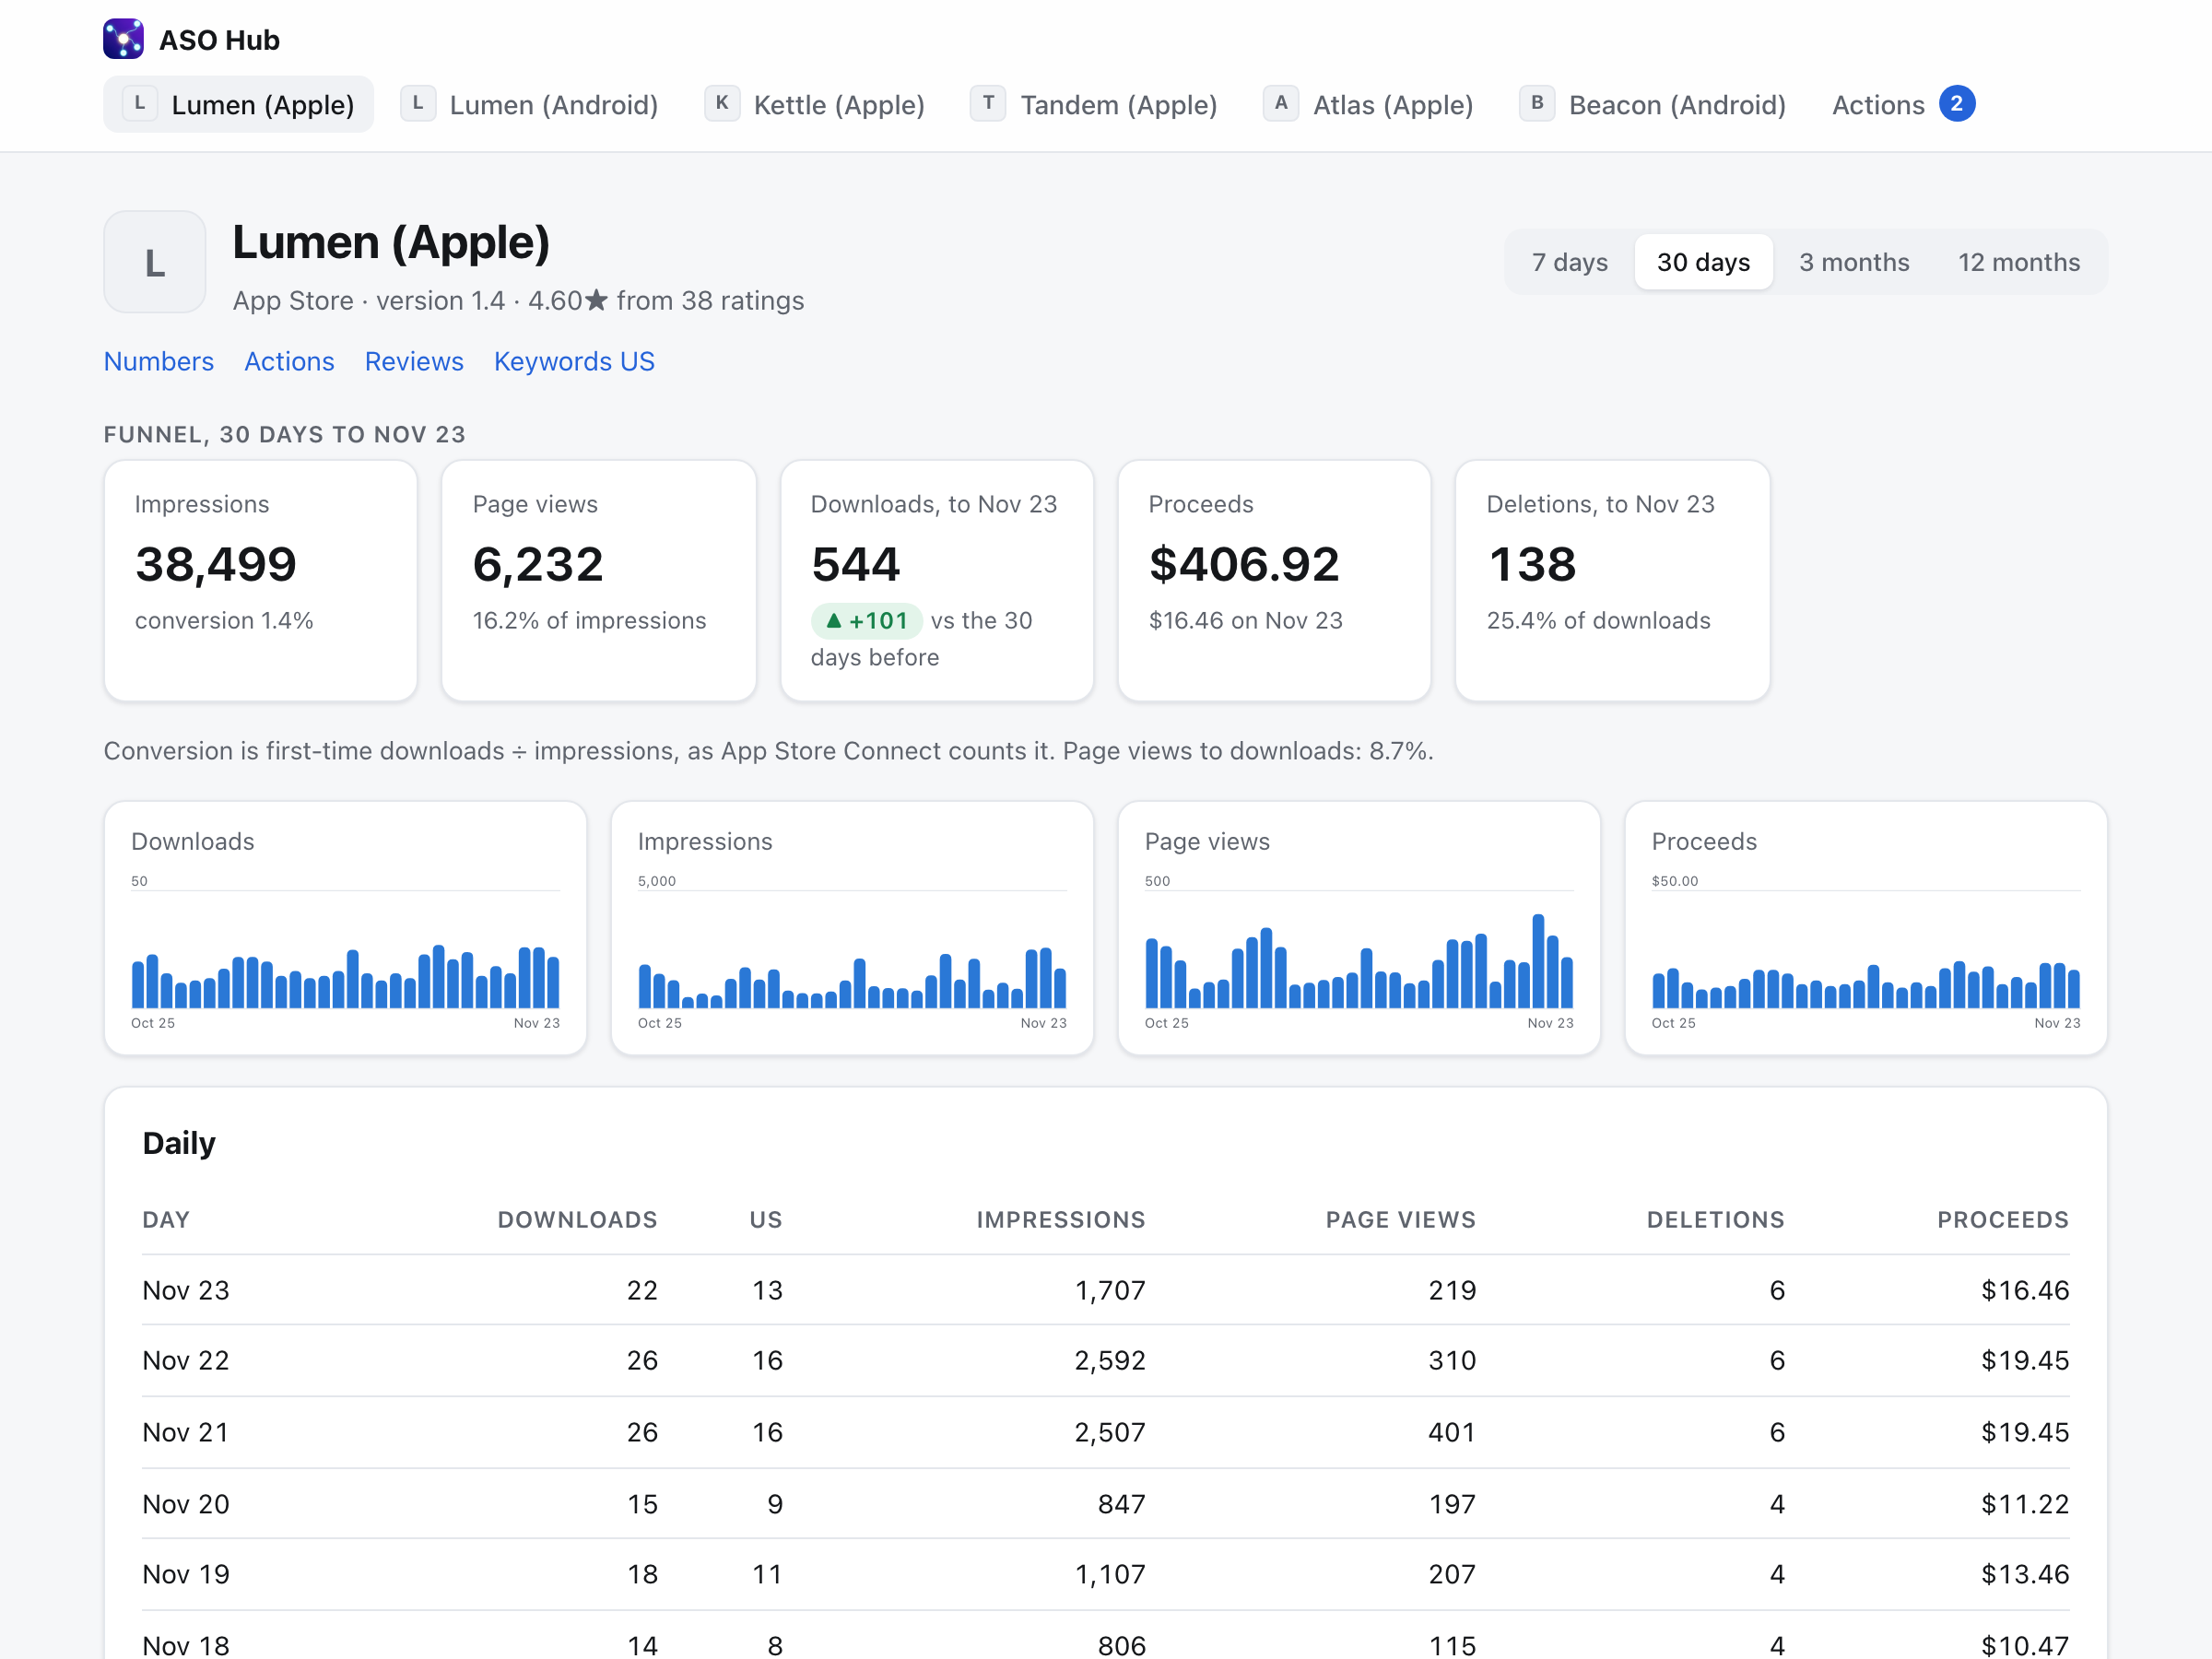 ASO Hub
L Lumen (Apple) L Lumen (Android) K Kettle (Apple) T Tandem (Apple) A Atlas (Apple) B Beacon (Android) Actions 2
L
Lumen (Apple)
App Store · version 1.4 · 4.60★ from 38 ratings
7 days 30 days 3 months 12 months
Numbers Actions Reviews Keywords US
FUNNEL, 30 DAYS TO NOV 23
Impressions
38,499
conversion 1.4%
Page views
6,232
16.2% of impressions
Downloads, to Nov 23
544
▲ +101 vs the 30
days before
Proceeds
$406.92
$16.46 on Nov 23
Deletions, to Nov 23
138
25.4% of downloads
Conversion is first-time downloads ÷ impressions, as App Store Connect counts it. Page views to downloads: 8.7%.
Downloads
50
Oct 25 Nov 23
Impressions
5,000
Oct 25 Nov 23
Page views
500
Oct 25 Nov 23
Proceeds
$50.00
Oct 25 Nov 23
Daily
DAY DOWNLOADS US IMPRESSIONS PAGE VIEWS DELETIONS PROCEEDS
Nov 23 22 13 1,707 219 6 $16.46
Nov 22 26 16 2,592 310 6 $19.45
Nov 21 26 16 2,507 401 6 $19.45
Nov 20 15 9 847 197 4 $11.22
Nov 19 18 11 1,107 207 4 $13.46
Nov 18 14 8 806 115 4 $10.47